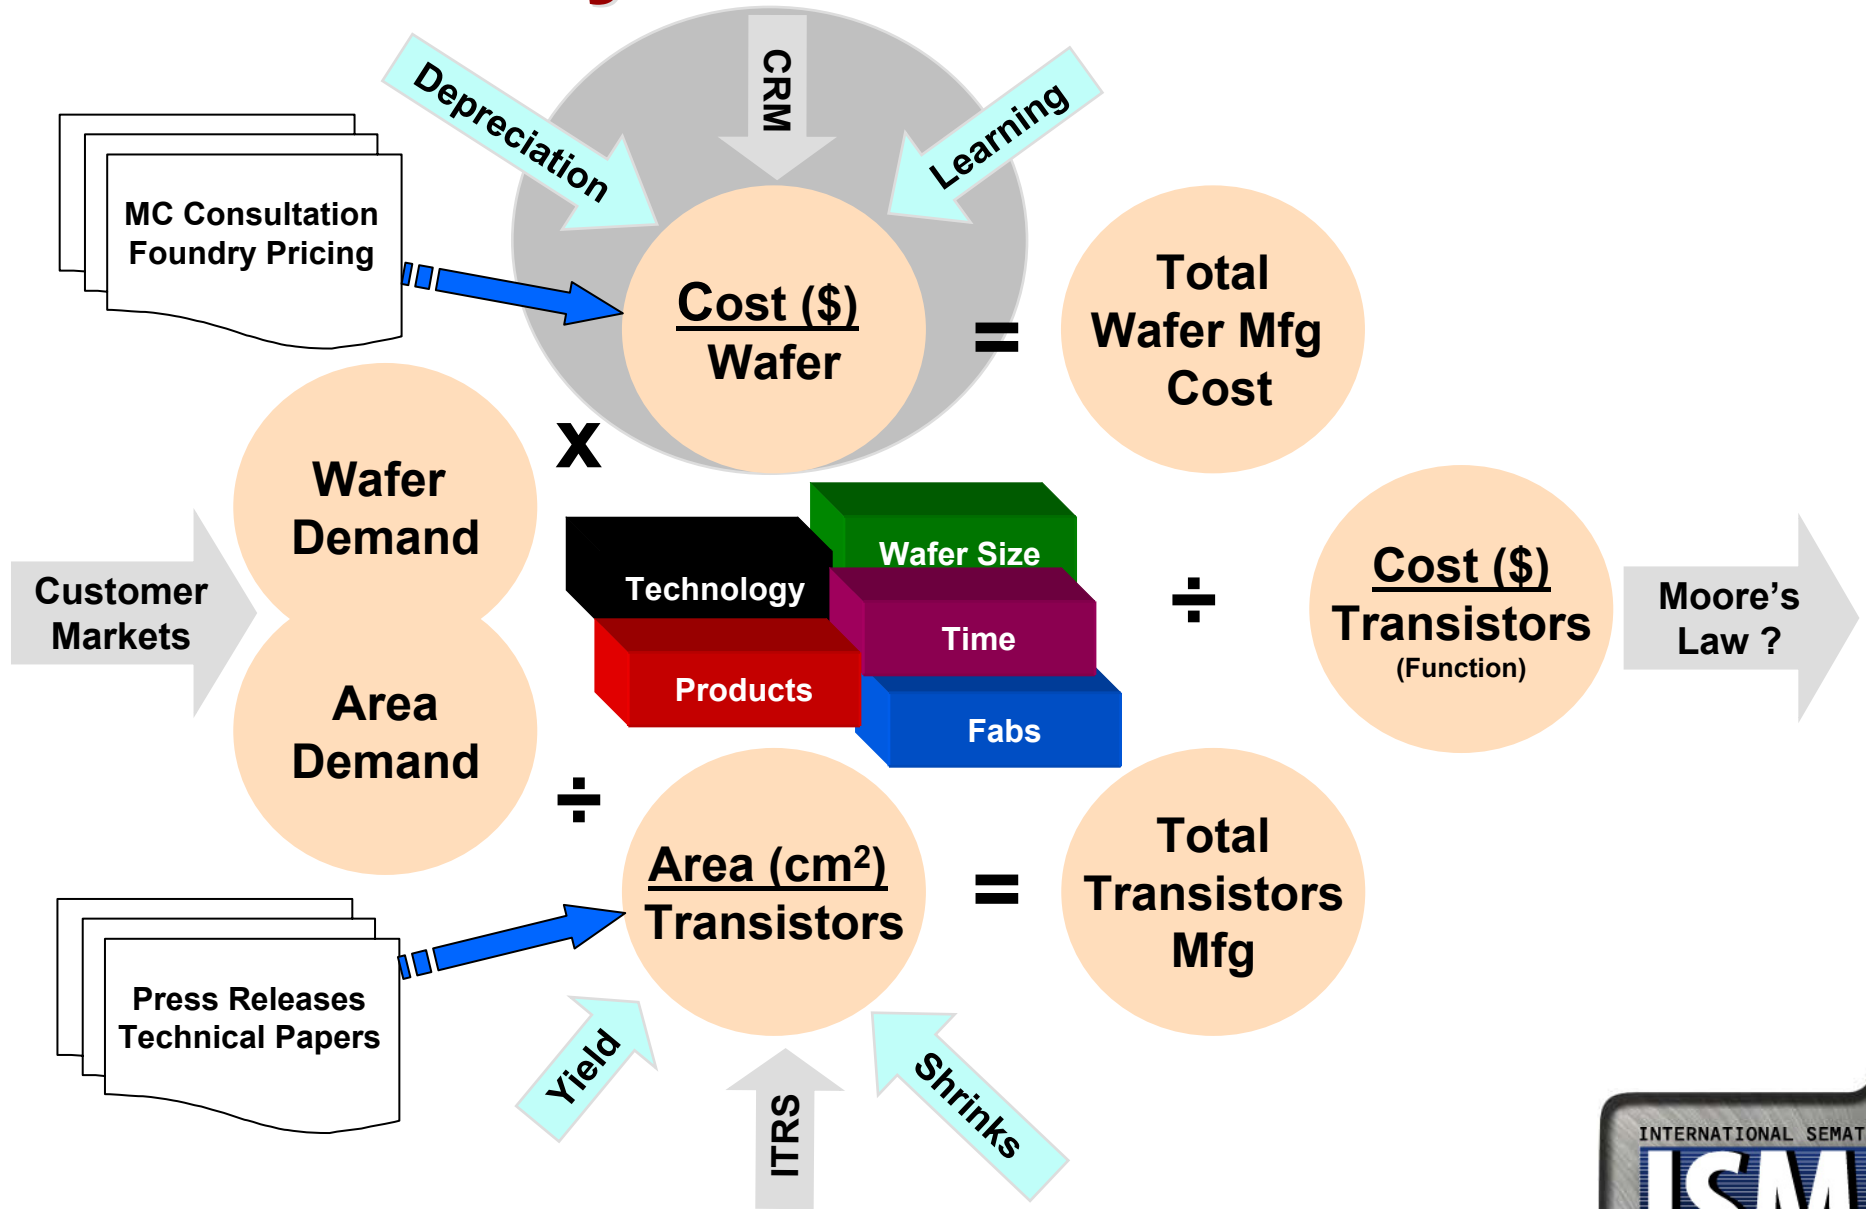 CRM
Depreciation
Learning
MC Consultation
Foundry Pricing
Cost ($)
Wafer
=
Total
Wafer Mfg
Cost
x
Wafer
Demand
Customer
Markets
Area
Demand
Technology
Wafer Size
Time
Products
Fabs
÷
Cost ($)
Transistors
(Function)
Moore's
Law ?
÷
Area (cm²)
Transistors
=
Total
Transistors
Mfg
Press Releases
Technical Papers
Yield
ITRS
Shrinks
INTERNATIONAL SEMAT
ISM